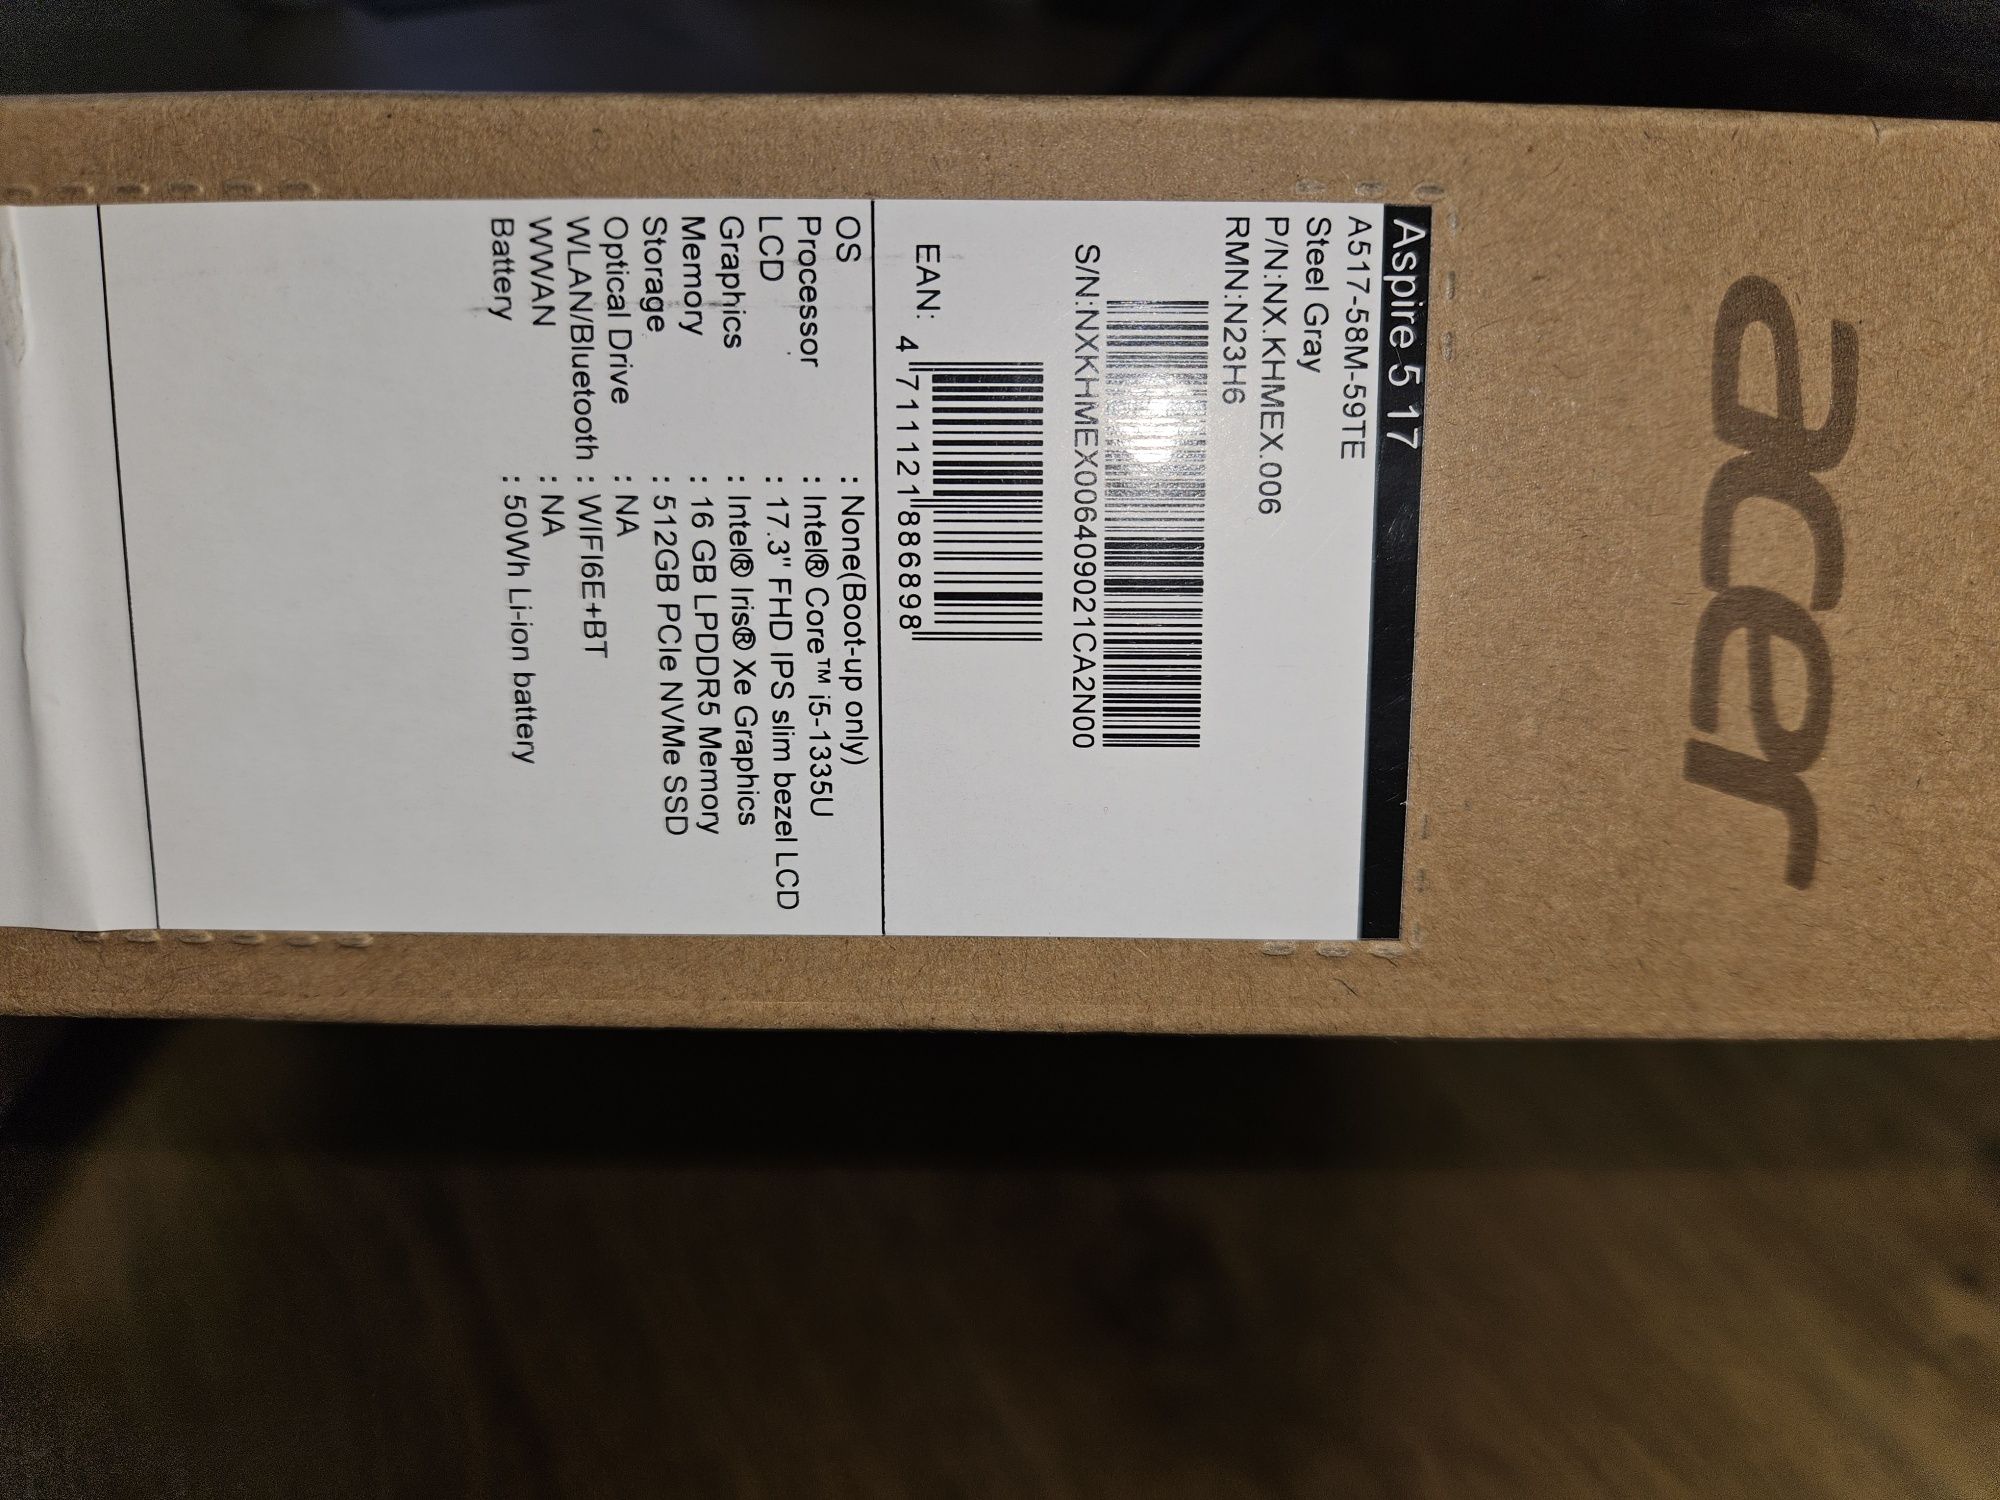 acer
Aspire 5 17
A517-58M-59TE
Steel Gray
P/N:NX.KHMEX.006
RMN:N23H6
S/N:NXKHMEX006409021CA2N00
EAN: 4 711121 886898
OS : None(Boot-up only)
Processor : Intel® Core™ i5-1335U
LCD : 17.3" FHD IPS slim bezel LCD
Graphics : Intel® Iris® Xe Graphics
Memory : 16 GB LPDDR5 Memory
Storage : 512GB PCIe NVMe SSD
Optical Drive : NA
WLAN/Bluetooth : WIFI6E+BT
WWAN : NA
Battery : 50Wh Li-ion battery